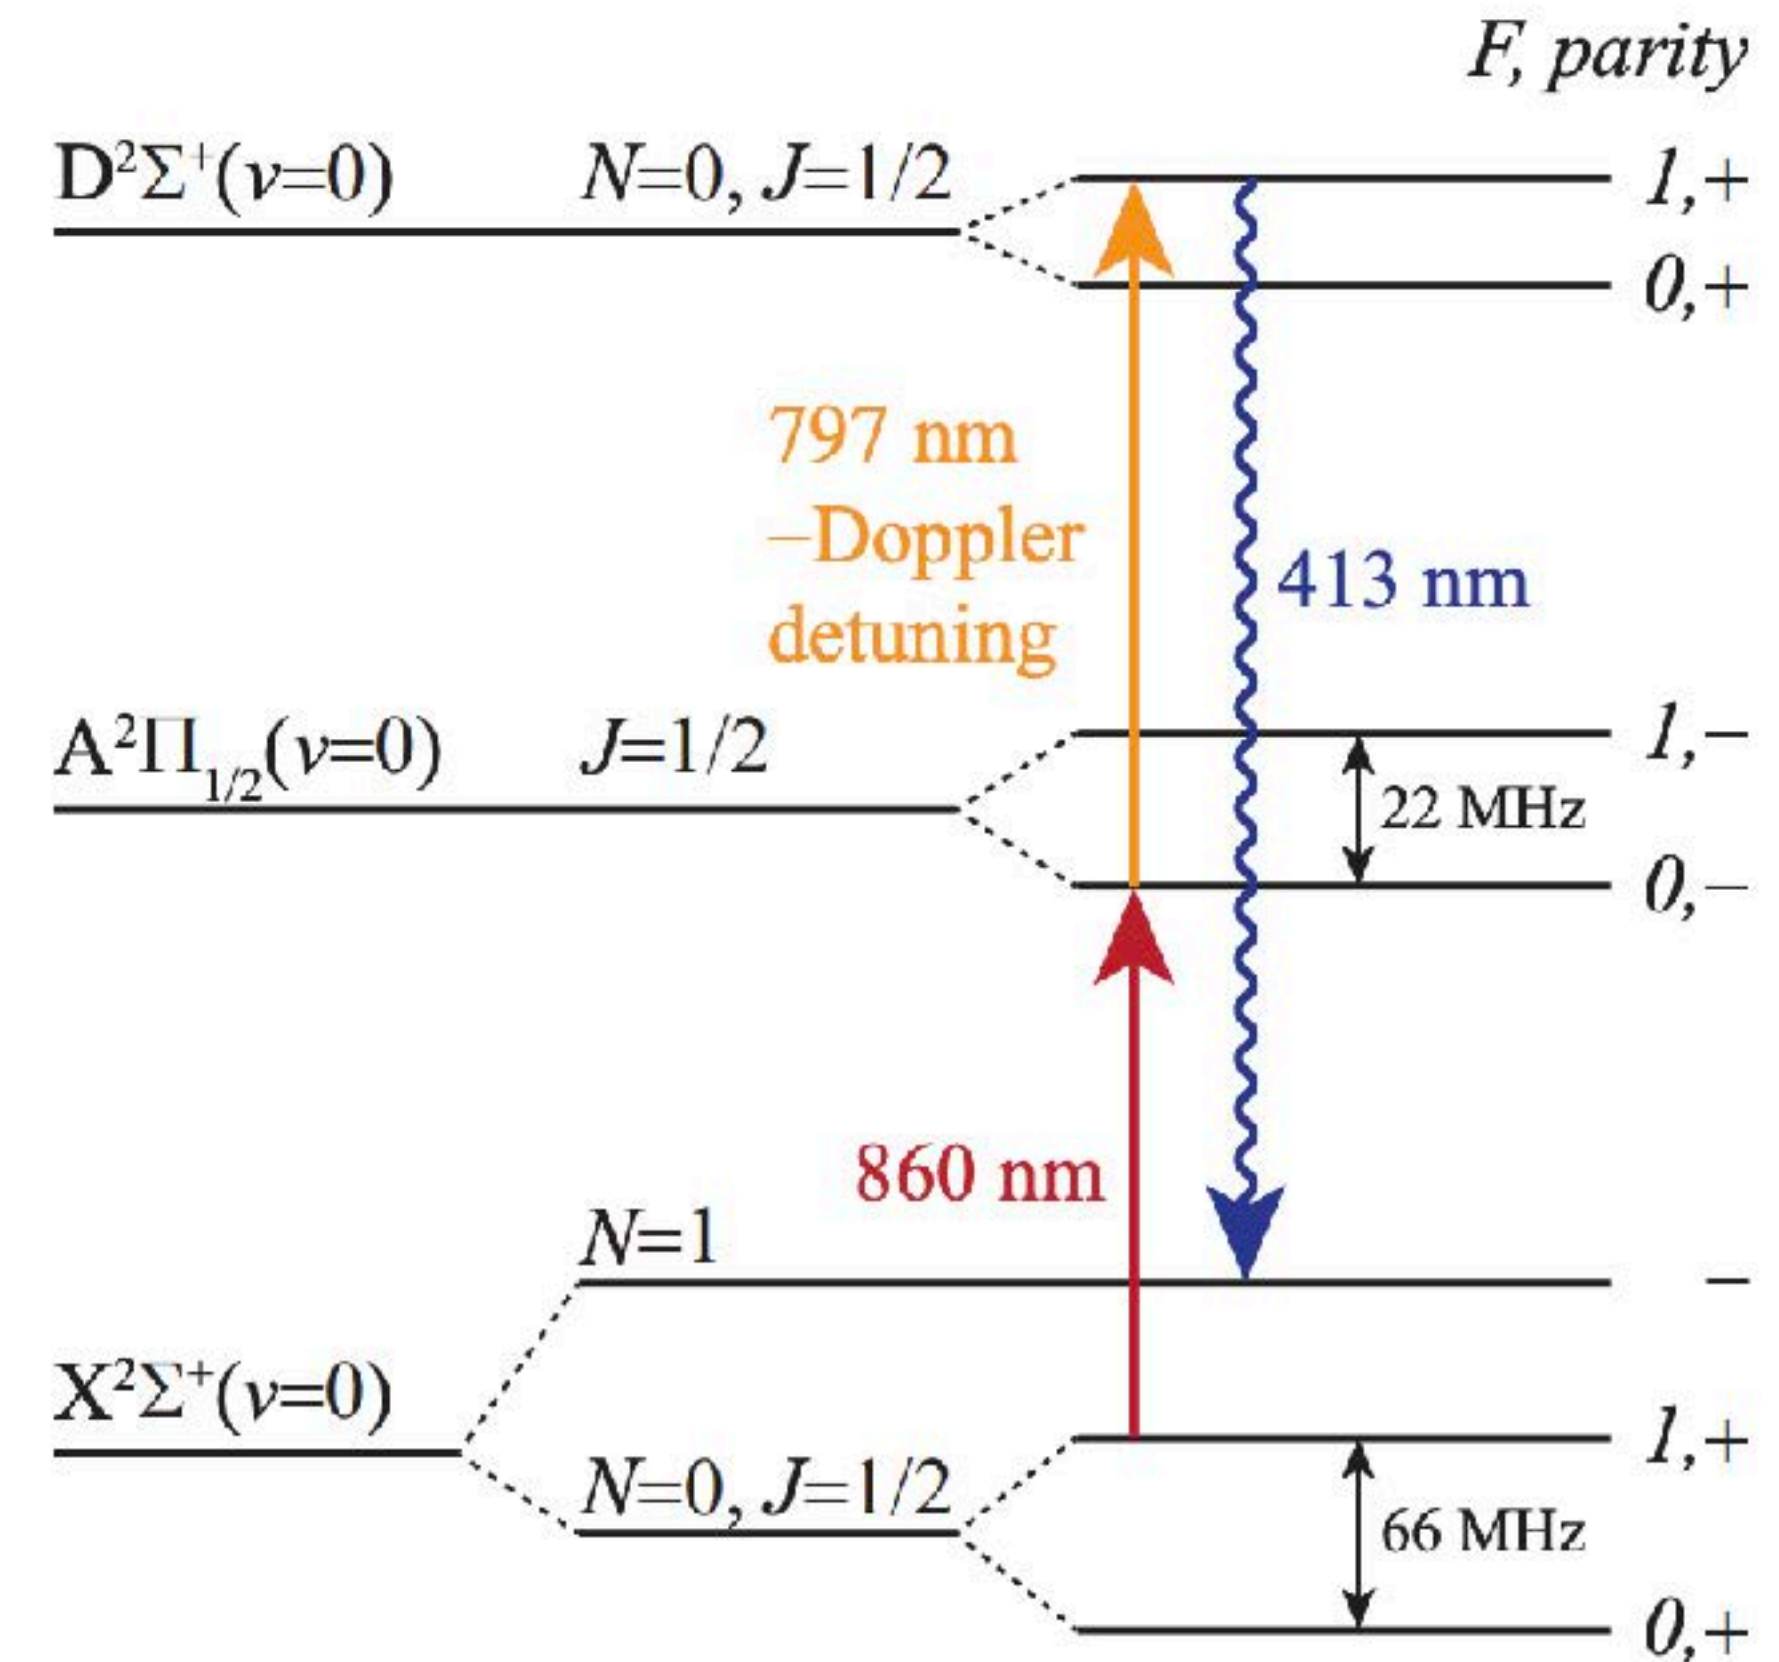 F, parity
D²Σ⁺(v=0) N=0, J=1/2 1,+
0,+
797 nm
–Doppler
detuning
413 nm
A²Π₁/₂(v=0) J=1/2 1,–
22 MHz
0,–
860 nm
N=1 –
X²Σ⁺(v=0) 1,+
N=0, J=1/2
66 MHz
0,+